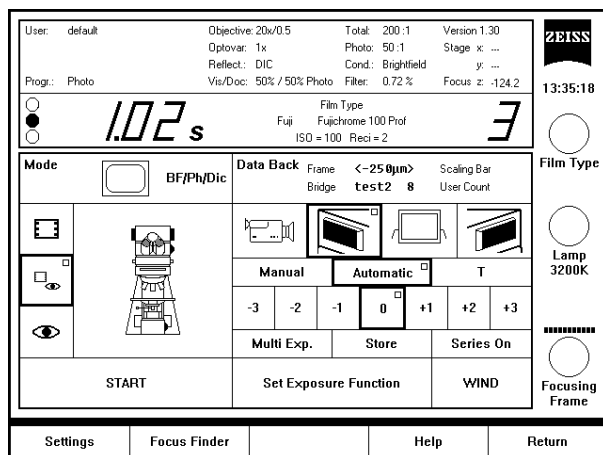 User: default Objective: 20x/0.5 Total: 200:1 Version 1.30
Optovar: 1x Photo: 50:1 Stage x: ...
Reflect.: DIC Cond.: Brightfield y: ...
Progr.: Photo Vis/Doc: 50% / 50% Photo Filter: 0.72 % Focus z: -124.2
ZEISS
13:35:18
1.02 s
Film Type
Fuji Fujichrome 100 Prof
ISO = 100 Reci = 2
3
Film Type
Mode
BF/Ph/Dic
Data Back Frame <-250µm> Scaling Bar
Bridge test2 8 User Count
Lamp
3200K
Manual Automatic T
-3 -2 -1 0 +1 +2 +3
Multi Exp. Store Series On
START Set Exposure Function WIND
Focusing
Frame
Settings Focus Finder Help Return